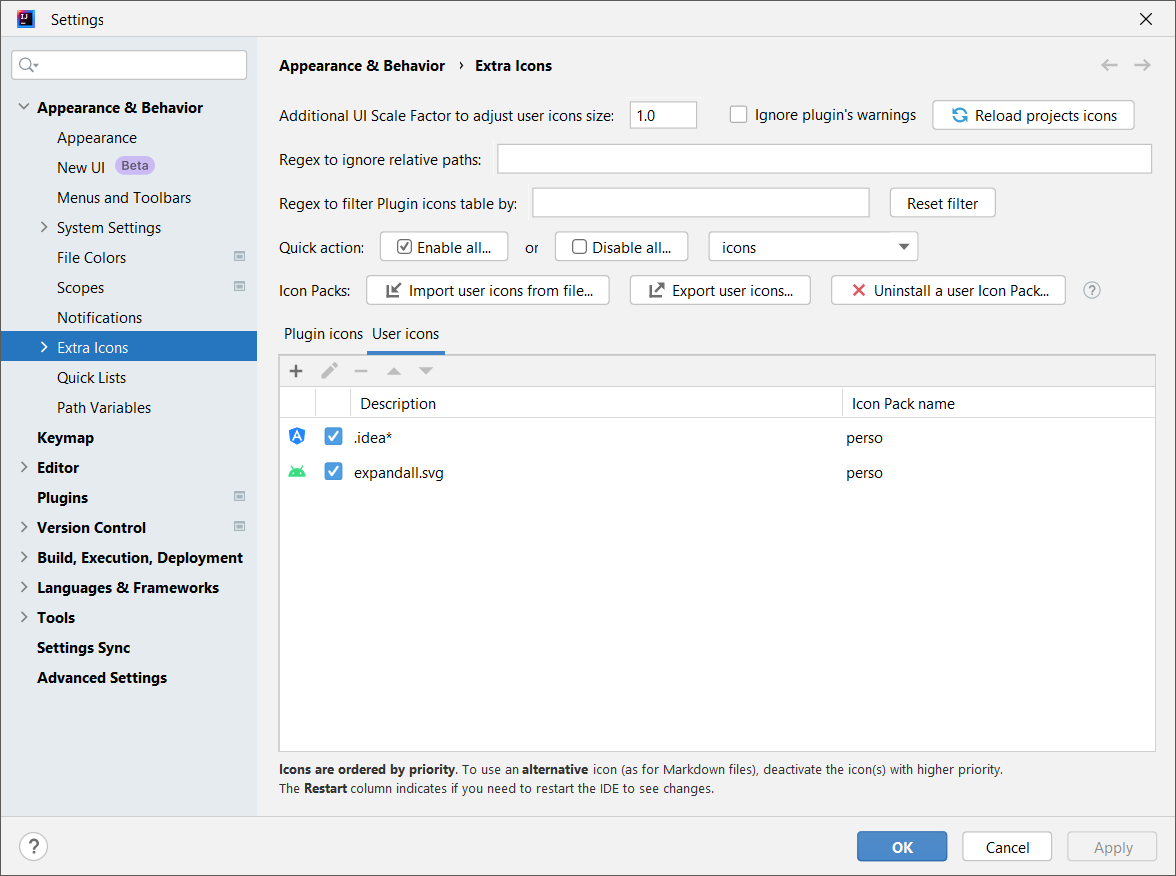 Settings
Appearance & Behavior
Appearance
New UI Beta
Menus and Toolbars
System Settings
File Colors
Scopes
Notifications
Extra Icons
Quick Lists
Path Variables
Keymap
Editor
Plugins
Version Control
Build, Execution, Deployment
Languages & Frameworks
Tools
Settings Sync
Advanced Settings
Appearance & Behavior › Extra Icons
Additional UI Scale Factor to adjust user icons size: 1.0 Ignore plugin's warnings Reload projects icons
Regex to ignore relative paths:
Regex to filter Plugin icons table by: Reset filter
Quick action: Enable all... or Disable all... icons
Icon Packs: Import user icons from file... Export user icons... Uninstall a user Icon Pack... ?
Plugin icons User icons
Description Icon Pack name
.idea* perso
expandall.svg perso
Icons are ordered by priority. To use an alternative icon (as for Markdown files), deactivate the icon(s) with higher priority.
The Restart column indicates if you need to restart the IDE to see changes.
? OK Cancel Apply